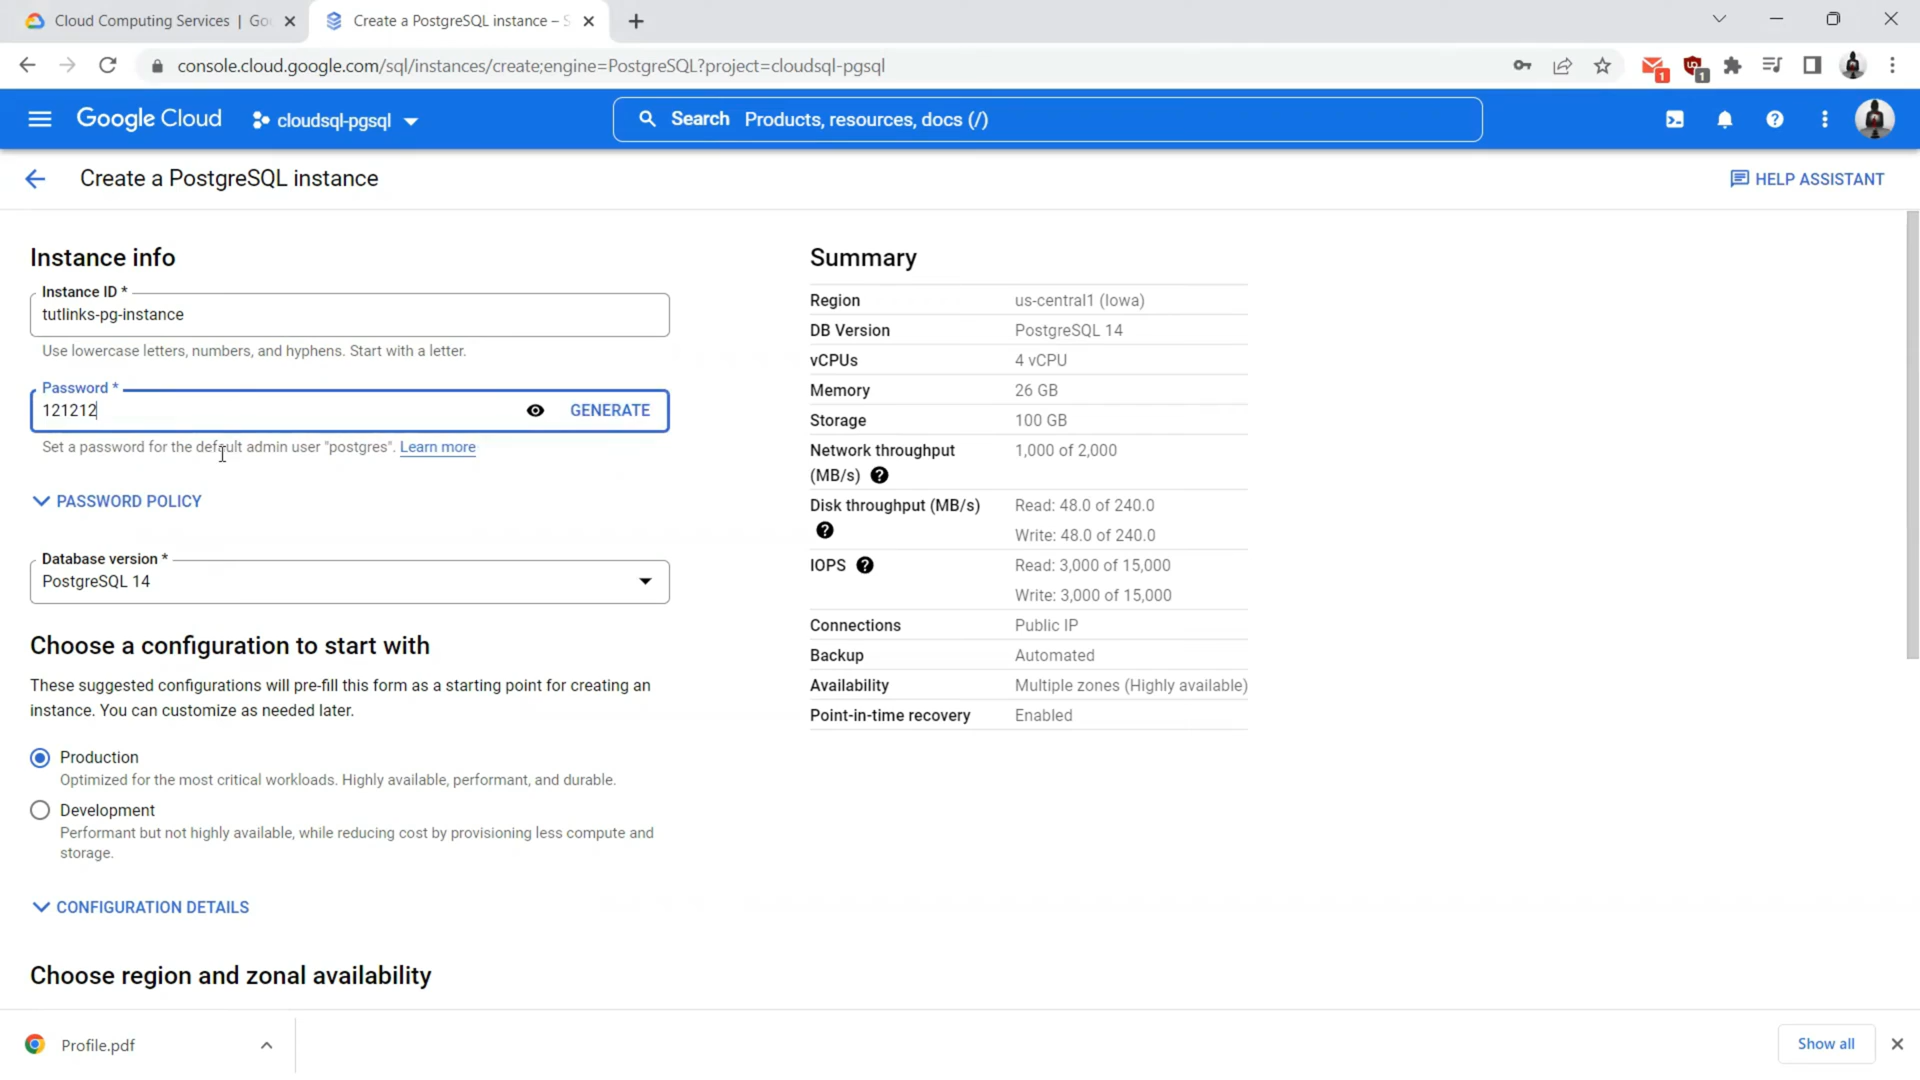 Cloud Computing Services | Go
Create a PostgreSQL instance – S
console.cloud.google.com/sql/instances/create;engine=PostgreSQL?project=cloudsql-pgsql
1
1
Google Cloud
cloudsql-pgsql
Search Products, resources, docs (/)
Create a PostgreSQL instance
HELP ASSISTANT
Instance info
Instance ID *
tutlinks-pg-instance
Use lowercase letters, numbers, and hyphens. Start with a letter.
Password *
121212
GENERATE
Set a password for the default admin user "postgres". Learn more
PASSWORD POLICY
Database version *
PostgreSQL 14
Choose a configuration to start with
These suggested configurations will pre-fill this form as a starting point for creating an
instance. You can customize as needed later.
Production
Optimized for the most critical workloads. Highly available, performant, and durable.
Development
Performant but not highly available, while reducing cost by provisioning less compute and
storage.
CONFIGURATION DETAILS
Choose region and zonal availability
Summary
Region us-central1 (Iowa)
DB Version PostgreSQL 14
vCPUs 4 vCPU
Memory 26 GB
Storage 100 GB
Network throughput 1,000 of 2,000
(MB/s)
Disk throughput (MB/s) Read: 48.0 of 240.0
Write: 48.0 of 240.0
IOPS Read: 3,000 of 15,000
Write: 3,000 of 15,000
Connections Public IP
Backup Automated
Availability Multiple zones (Highly available)
Point-in-time recovery Enabled
Profile.pdf
Show all